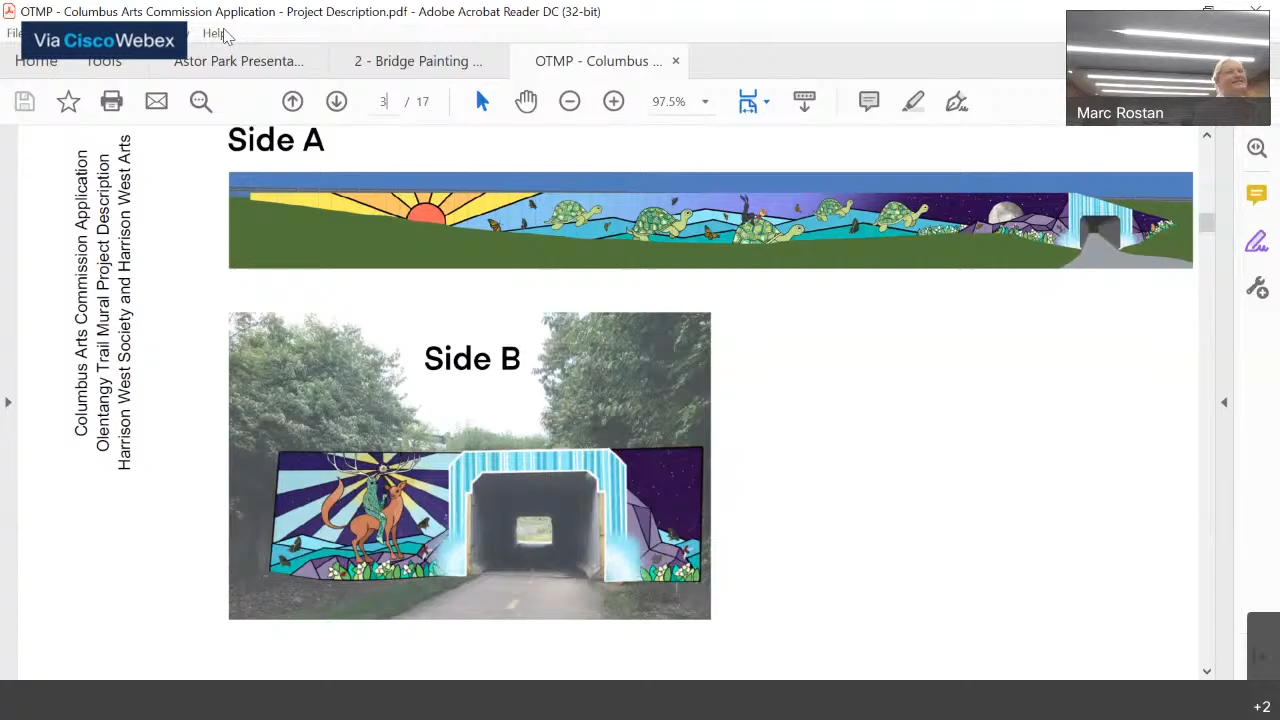 OTMP - Columbus Arts Commission Application - Project Description.pdf - Adobe Acrobat Reader DC (32-bit)
Via Cisco Webex
Help
Home
Tools
Astor Park Presenta...
2 - Bridge Painting ...
OTMP - Columbus ...
3 / 17
97.5%
Marc Rostan
Columbus Arts Commission Application
Olentangy Trail Mural Project Description
Harrison West Society and Harrison West Arts
Side A
Side B
+2